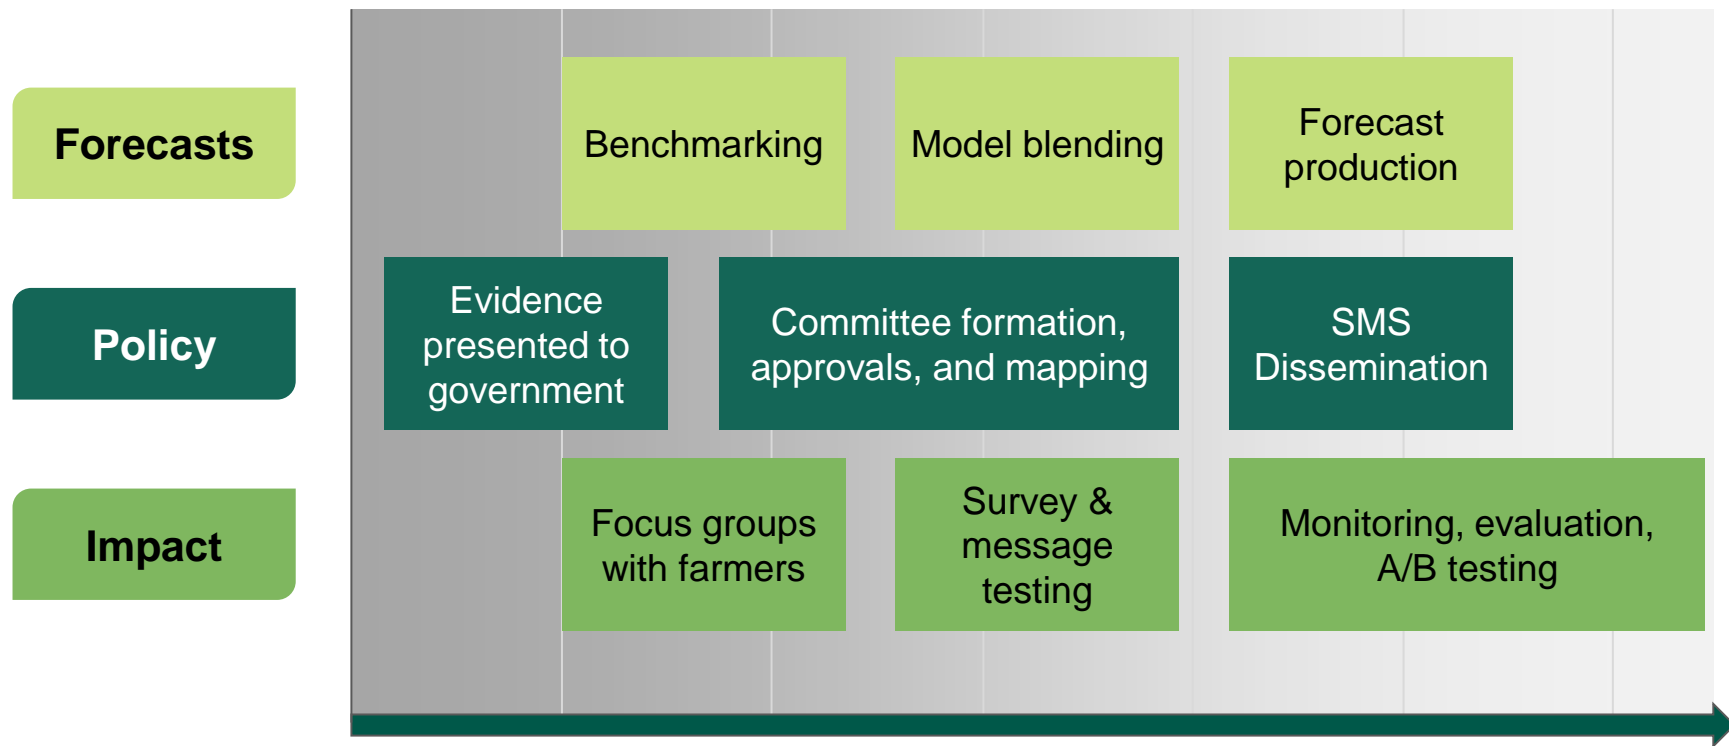 Forecasts
Benchmarking
Model blending
Forecast
production
Policy
Evidence
presented to
government
Committee formation,
approvals, and mapping
SMS
Dissemination
Impact
Focus groups
with farmers
Survey &
message
testing
Monitoring, evaluation,
A/B testing